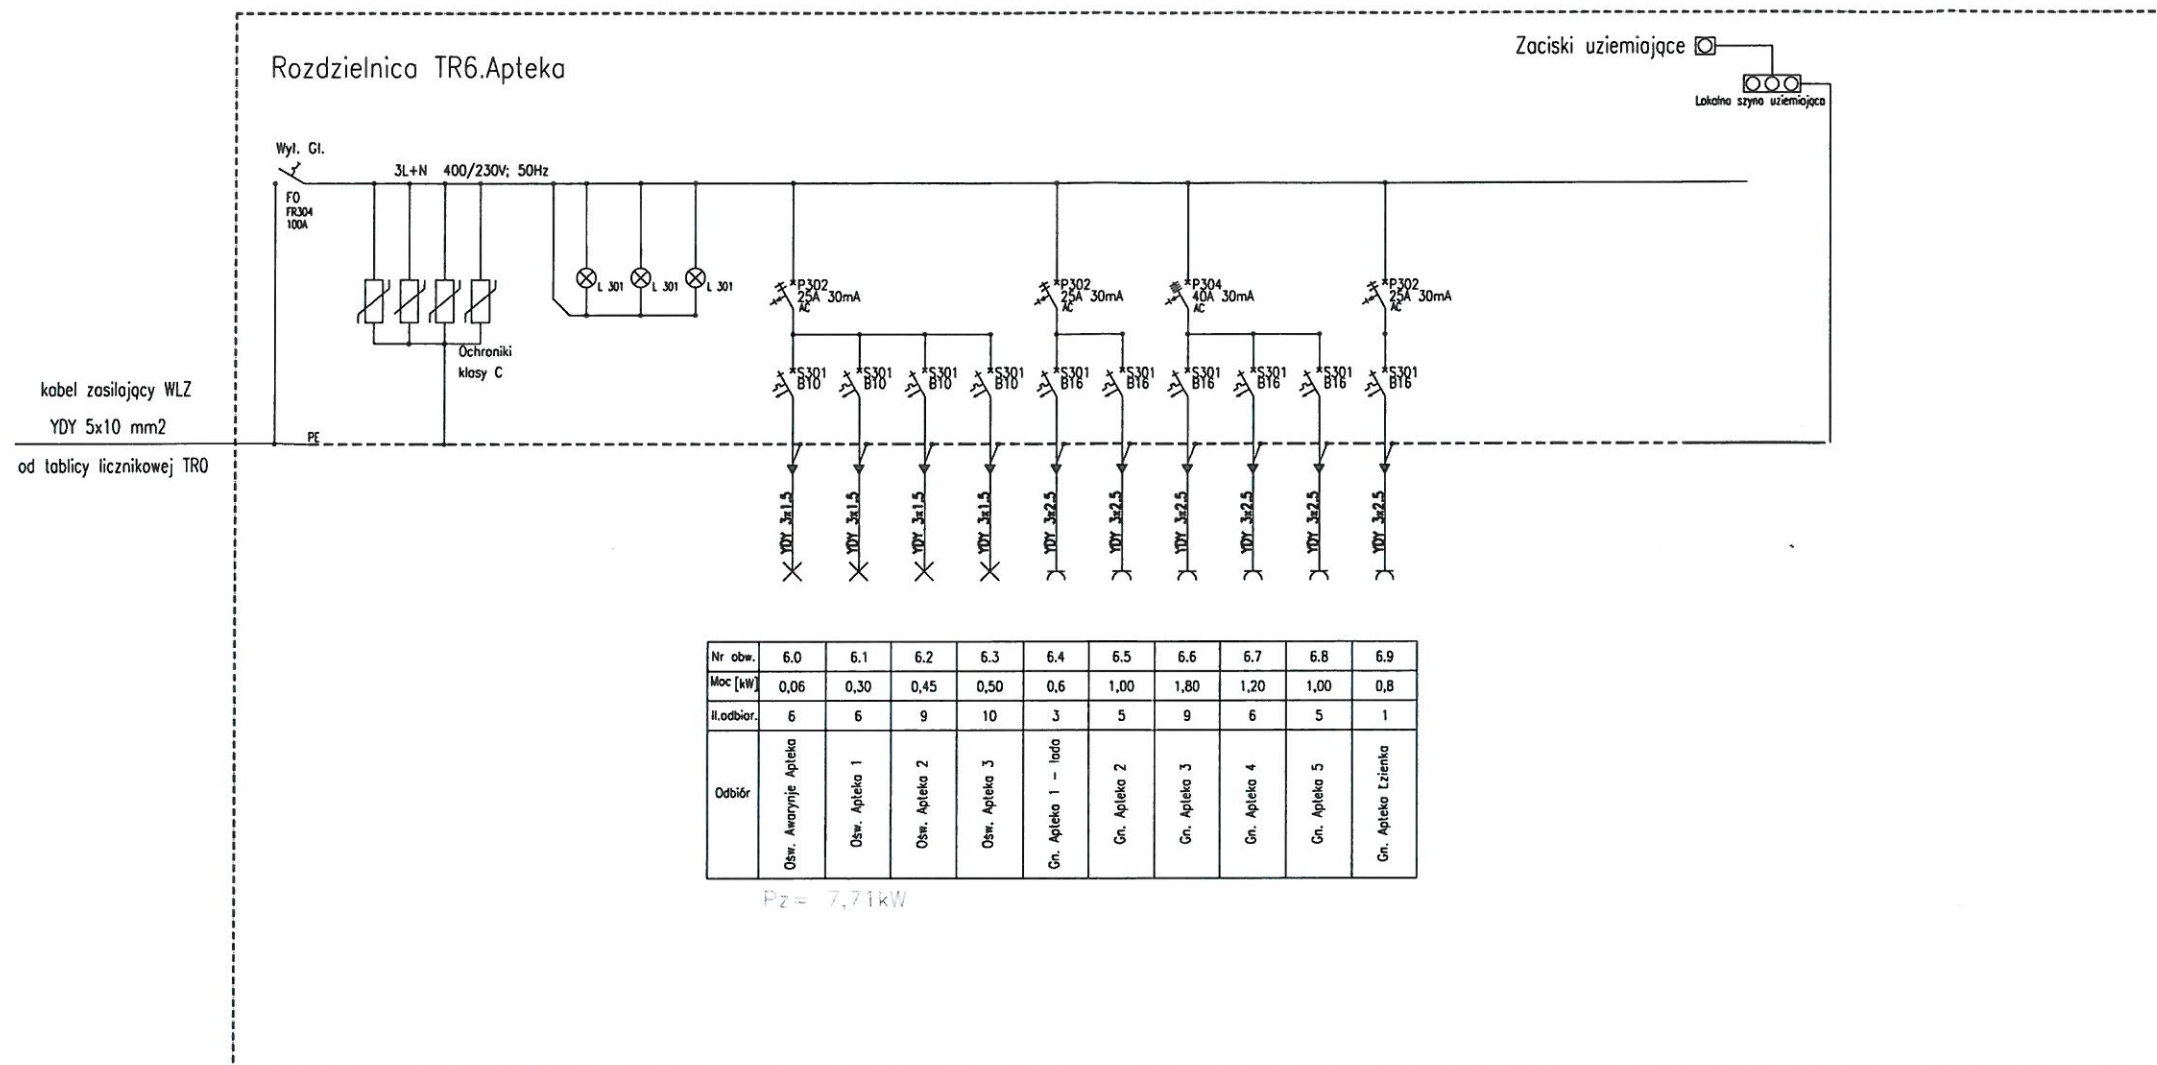 Zaciski uziemiające
Rozdzielnica TR6.Apteka
Lokalna szyna uziemiająca
Wył. Gł.
3L+N 400/230V; 50Hz
F0
FR304
100A
L 301
L 301
L 301
P302
25A 30mA
AC
P302
25A 30mA
AC
P304
40A 30mA
AC
P302
25A 30mA
AC
Ochroniki
klasy C
S301
B10
S301
B10
S301
B10
S301
B10
S301
B16
S301
B16
S301
B16
S301
B16
S301
B16
S301
B16
kabel zasilający WLZ
YDY 5x10 mm2
od tablicy licznikowej TR0
PE
YDY 3x1.5
YDY 3x1.5
YDY 3x1.5
YDY 3x1.5
YDY 3x2.5
YDY 3x2.5
YDY 3x2.5
YDY 3x2.5
YDY 3x2.5
YDY 3x2.5
Nr obw. 6.0 6.1 6.2 6.3 6.4 6.5 6.6 6.7 6.8 6.9
Moc [kW] 0,06 0,30 0,45 0,50 0,6 1,00 1,80 1,20 1,00 0,8
Il.odbior. 6 6 9 10 3 5 9 6 5 1
Odbiór
Ośw. Awarynje Apteka
Ośw. Apteka 1
Ośw. Apteka 2
Ośw. Apteka 3
Gn. Apteka 1 - lada
Gn. Apteka 2
Gn. Apteka 3
Gn. Apteka 4
Gn. Apteka 5
Gn. Apteka Łzienka
Pz= 7,71kW